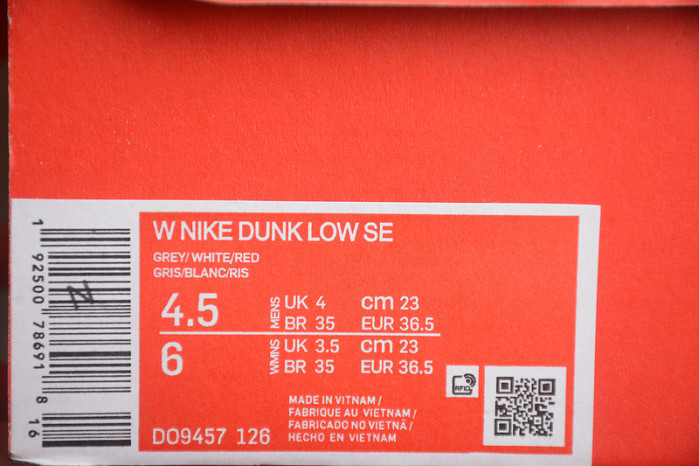 W NIKE DUNK LOW SE
GREY/ WHITE/RED
GRIS/BLANC/RIS
4.5 MENS UK 4 cm 23
BR 35 EUR 36.5
6 WMNS UK 3.5 cm 23
BR 35 EUR 36.5
RFID
MADE IN VITNAM /
FABRIQUE AU VIETNAM /
FABRICADO NO VIETNÃ /
HECHO EN VIETNAM
DO9457 126
1 92500 78691 8 16
N